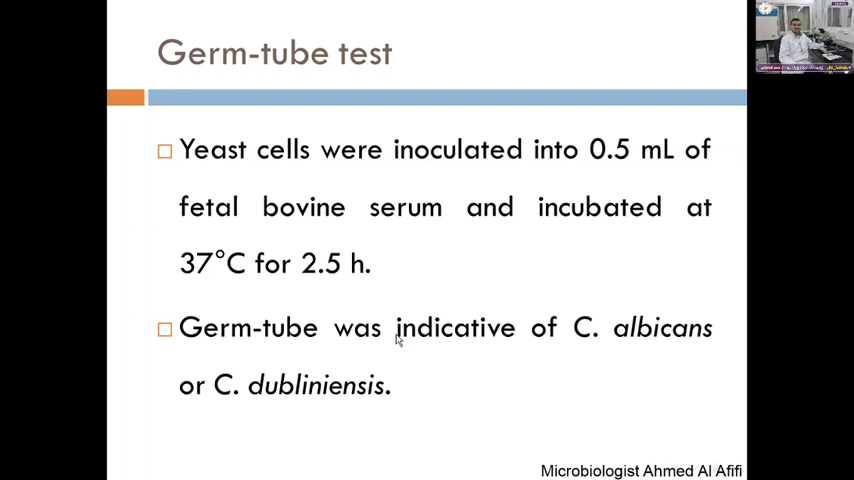 Germ-tube test
Yeast cells were inoculated into 0.5 mL of
fetal bovine serum and incubated at
37°C for 2.5 h.
Germ-tube was indicative of C. albicans
or C. dubliniensis.
Microbiologist Ahmed Al Afifi